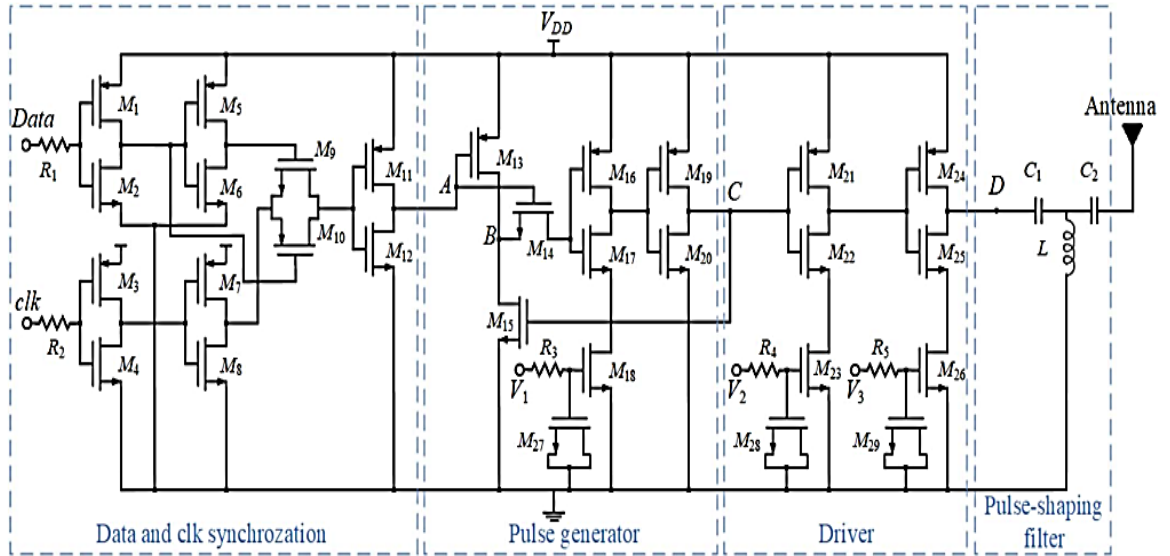 V_DD
Data
R1
M1
M2
M5
M6
M9
M10
M11
M12
clk
R2
M3
M4
M7
M8
A
B
M13
M14
M15
M16
M17
M18
M19
M20
C
R3
V1
M27
M21
M22
M23
R4
V2
M28
M24
M25
M26
R5
V3
M29
D
C1
C2
L
Antenna
Data and clk synchrozation
Pulse generator
Driver
Pulse-shaping
filter